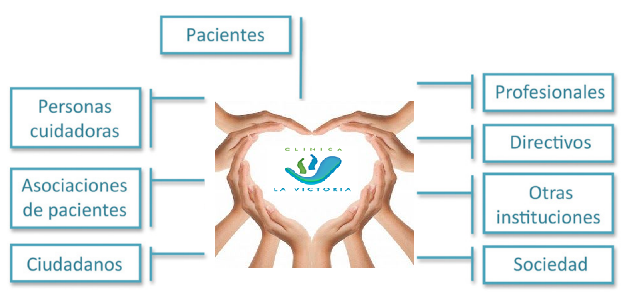 Pacientes
Personas
cuidadoras
Asociaciones
de pacientes
Ciudadanos
CLINICA
LA VICTORIA
Profesionales
Directivos
Otras
instituciones
Sociedad